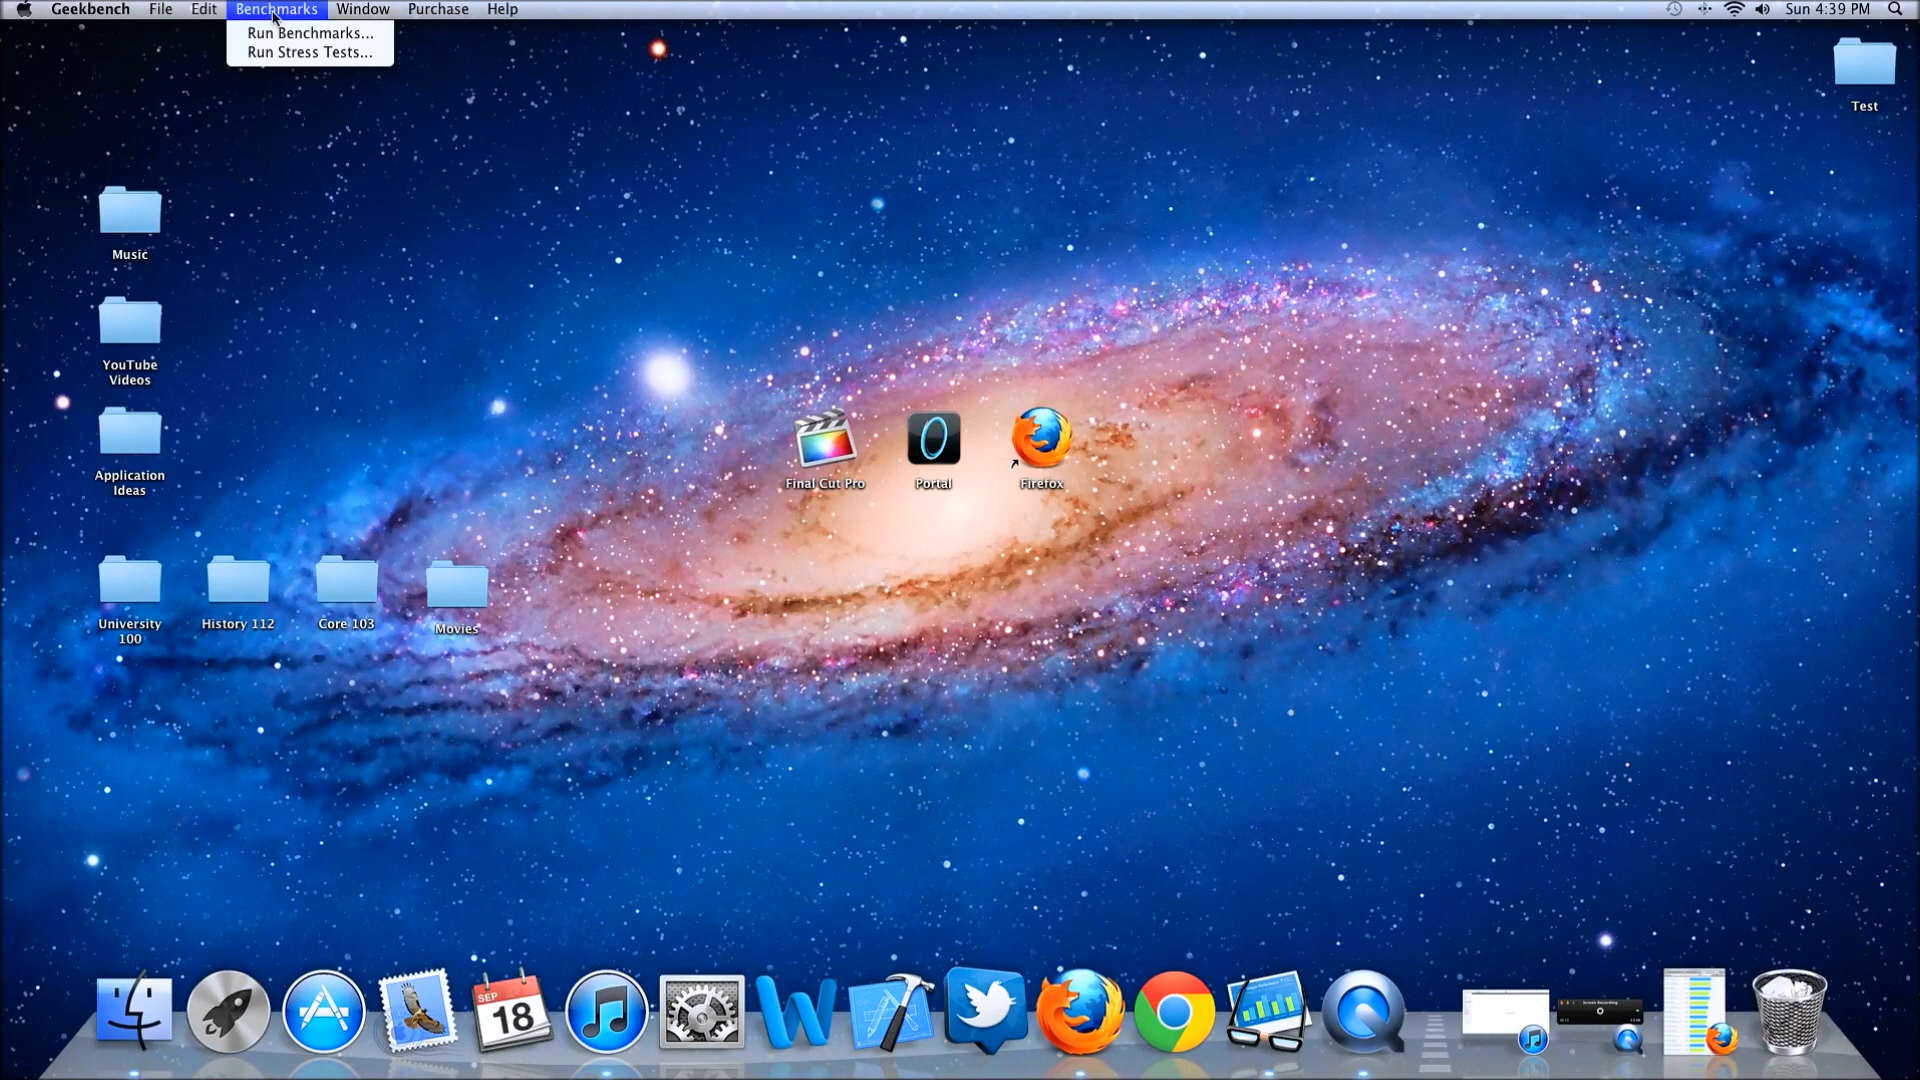 Geekbench File Edit Benchmarks Window Purchase Help Sun 4:39 PM
Run Benchmarks...
Run Stress Tests...
Test
Music
YouTube
Videos
Application
Ideas
Final Cut Pro Portal Firefox
University
100
History 112
Core 103
Movies
SEP
18
W